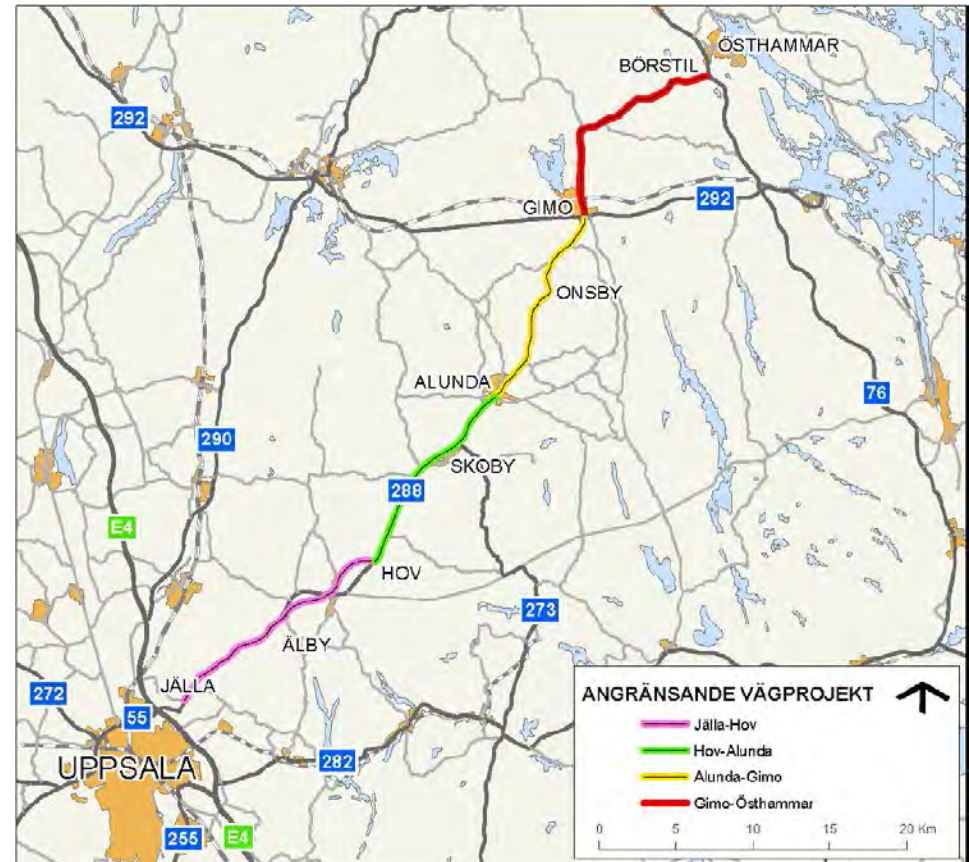 ÖSTHAMMAR
BÖRSTIL
292
GIMO
292
ONSBY
ALUNDA
76
290
SKOBY
288
E4
HOV
273
ÄLBY
JÄLLA
272
55
UPPSALA
282
255
E4
ANGRÄNSANDE VÄGPROJEKT
Jälla-Hov
Hov-Alunda
Alunda-Gimo
Gimo-Östhammar
0 5 10 20 Km